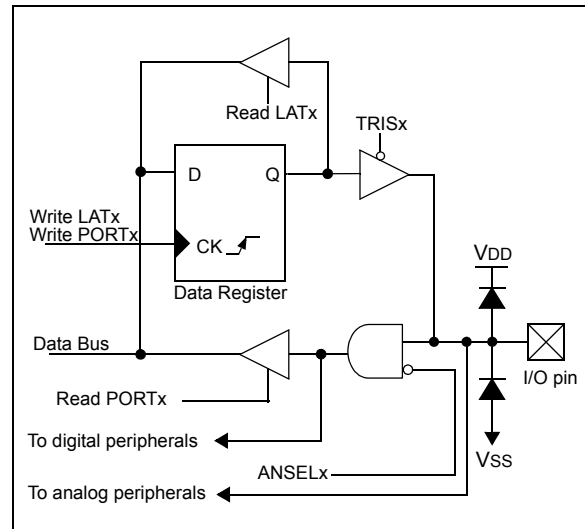 Read LATx
TRISx
D
Q
Write LATx
Write PORTx
CK
VDD
Data Register
Data Bus
I/O pin
Read PORTx
To digital peripherals
VSS
ANSELx
To analog peripherals